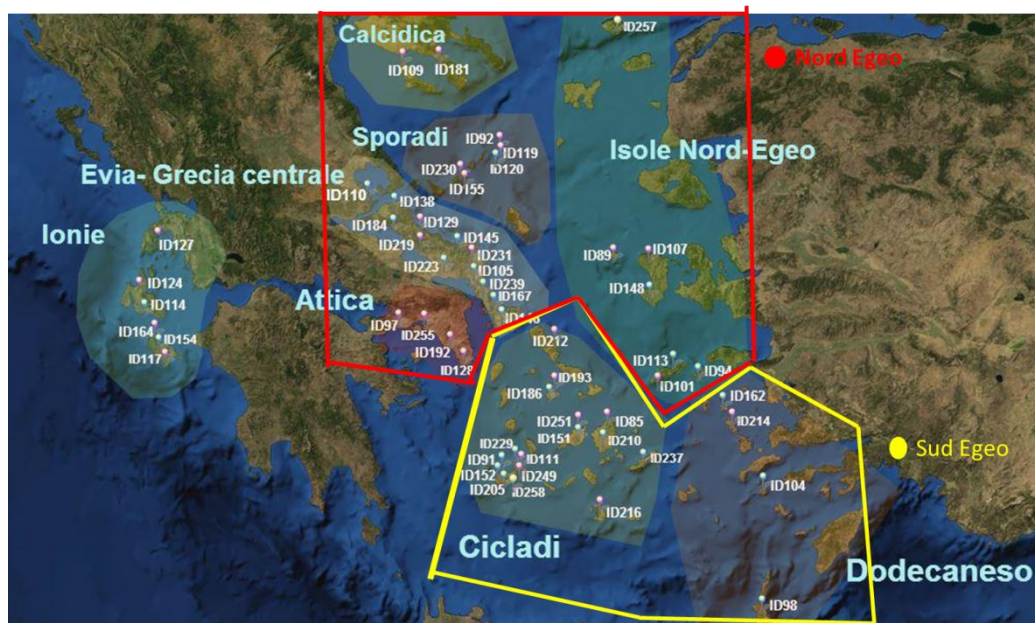 Calcidica
ID257
ID109
ID181
Nord Egeo
Sporadi
ID92
ID119
ID120
Isole Nord-Egeo
ID230
ID155
Evia- Grecia centrale
ID110
ID138
ID184
ID129
Ionie
ID127
ID219
ID145
ID231
ID89
ID107
ID223
ID105
ID124
ID239
ID148
Attica
ID114
ID167
ID97
ID164
ID255
ID154
ID212
ID117
ID192
ID128
ID113
ID94
ID101
ID193
ID186
ID162
ID251
ID85
ID214
ID151
ID210
ID229
ID91
ID111
ID237
Sud Egeo
ID152
ID249
ID205
ID258
ID104
ID216
Cicladi
Dodecaneso
ID98